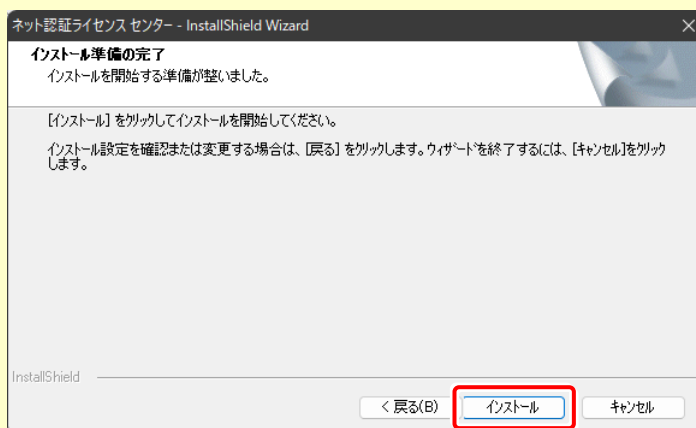 ネット認証ライセンス センター - InstallShield Wizard
インストール準備の完了
インストールを開始する準備が整いました。
[インストール] をクリックしてインストールを開始してください。
インストール設定を確認または変更する場合は、[戻る] をクリックします。ウィザードを終了するには、[キャンセル]をクリック
します。
InstallShield
< 戻る(B)
インストール
キャンセル